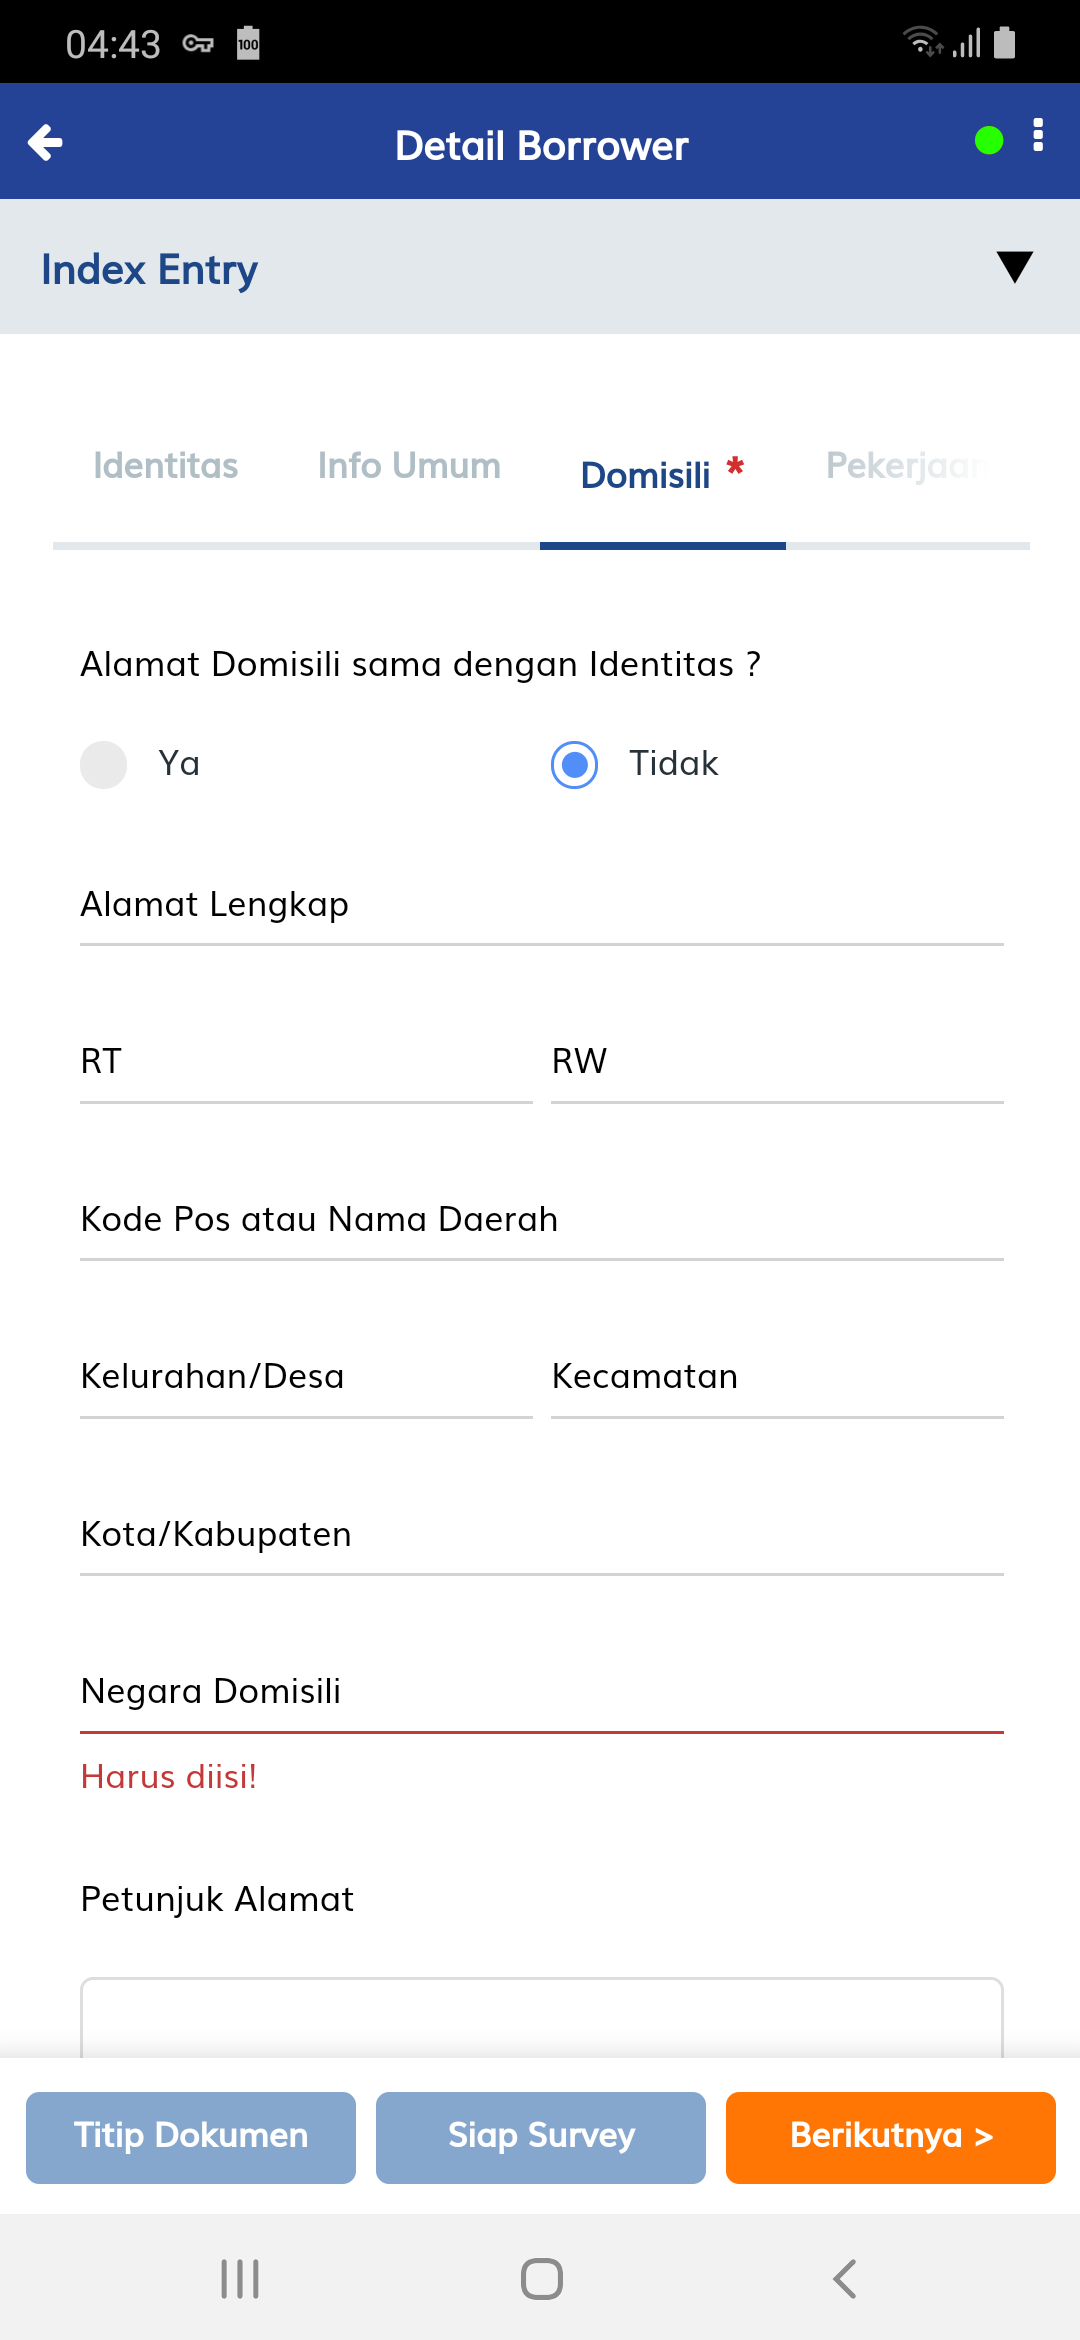 04:43
100
Detail Borrower
Index Entry
Identitas Info Umum Domisili * Pekerjaan
Alamat Domisili sama dengan Identitas ?
Ya Tidak
Alamat Lengkap
RT RW
Kode Pos atau Nama Daerah
Kelurahan/Desa Kecamatan
Kota/Kabupaten
Negara Domisili
Harus diisi!
Petunjuk Alamat
Titip Dokumen Siap Survey Berikutnya >